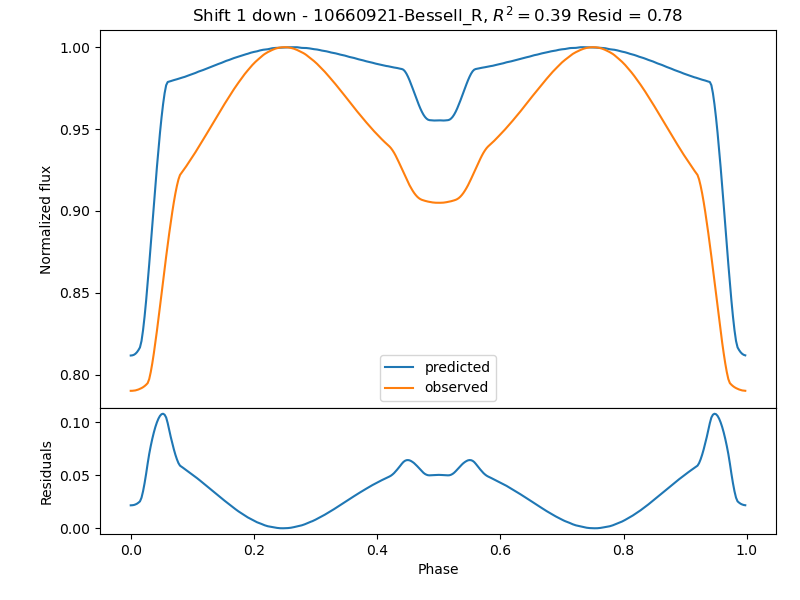 Shift 1 down - 10660921-Bessell_R, R² = 0.39 Resid = 0.78
Normalized flux
1.00
0.95
0.90
0.85
0.80
predicted
observed
Residuals
0.10
0.05
0.00
0.0 0.2 0.4 0.6 0.8 1.0
Phase